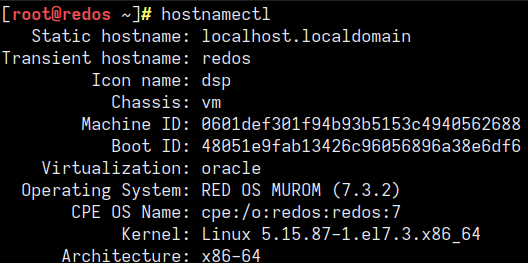 [root@redos ~]# hostnamectl
Static hostname: localhost.localdomain
Transient hostname: redos
Icon name: dsp
Chassis: vm
Machine ID: 0601def301f94b93b5153c4940562688
Boot ID: 48051e9fab13426c96056896a38e6df6
Virtualization: oracle
Operating System: RED OS MUROM (7.3.2)
CPE OS Name: cpe:/o:redos:redos:7
Kernel: Linux 5.15.87-1.el7.3.x86_64
Architecture: x86-64